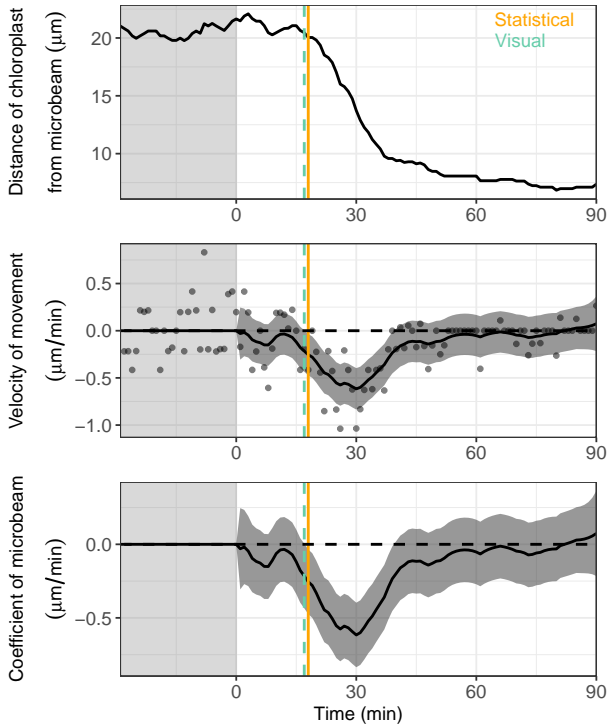 Distance of chloroplast
from microbeam (μm)
20
15
10
Statistical
Visual
0
30
60
90
Velocity of movement
(μm/min)
0.5
0.0
−0.5
−1.0
0
30
60
90
Coefficient of microbeam
(μm/min)
0.0
−0.5
0
30
60
90
Time (min)